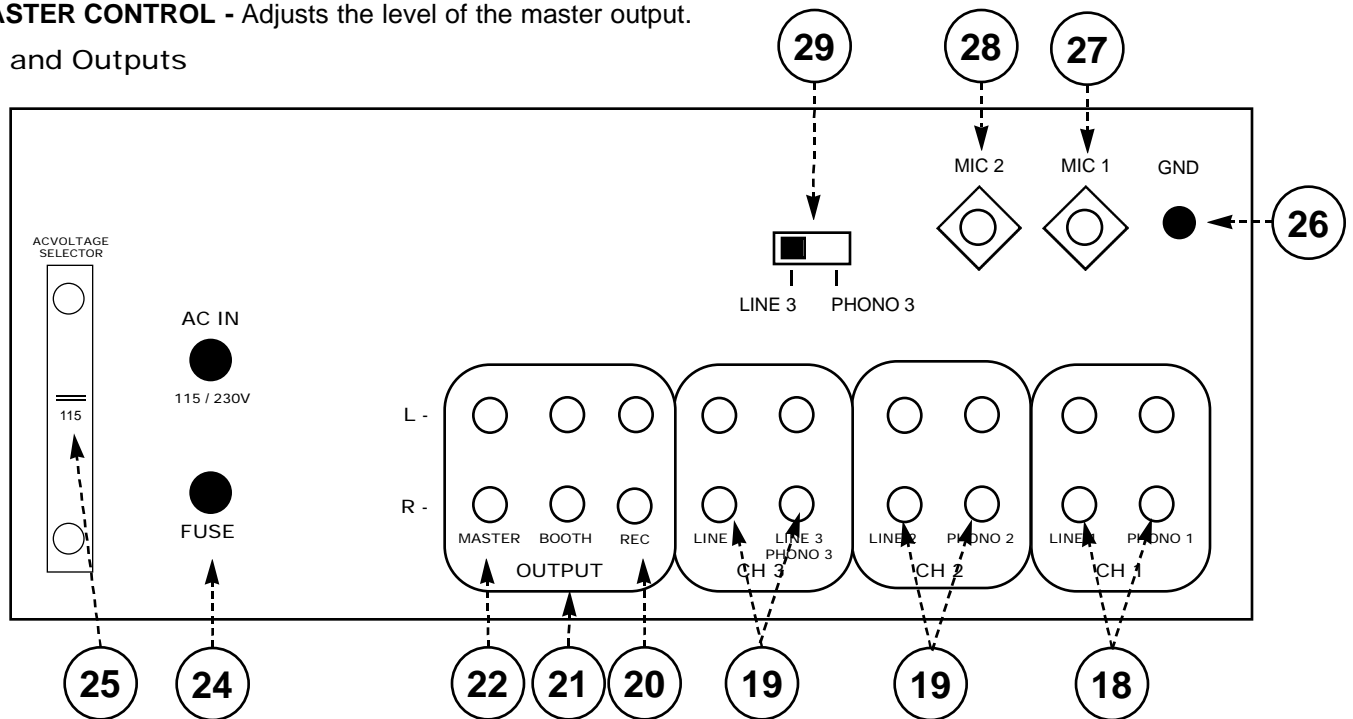 ASTER CONTROL - Adjusts the level of the master output.
and Outputs
29
28
27
MIC 2
MIC 1
GND
26
ACVOLTAGE
SELECTOR
LINE 3
PHONO 3
AC IN
115 / 230V
115
L -
R -
FUSE
MASTER
BOOTH
REC
LINE
LINE 3
PHONO 3
LINE 2
PHONO 2
LINE 1
PHONO 1
OUTPUT
CH 3
CH 2
CH 1
25
24
22
21
20
19
19
18